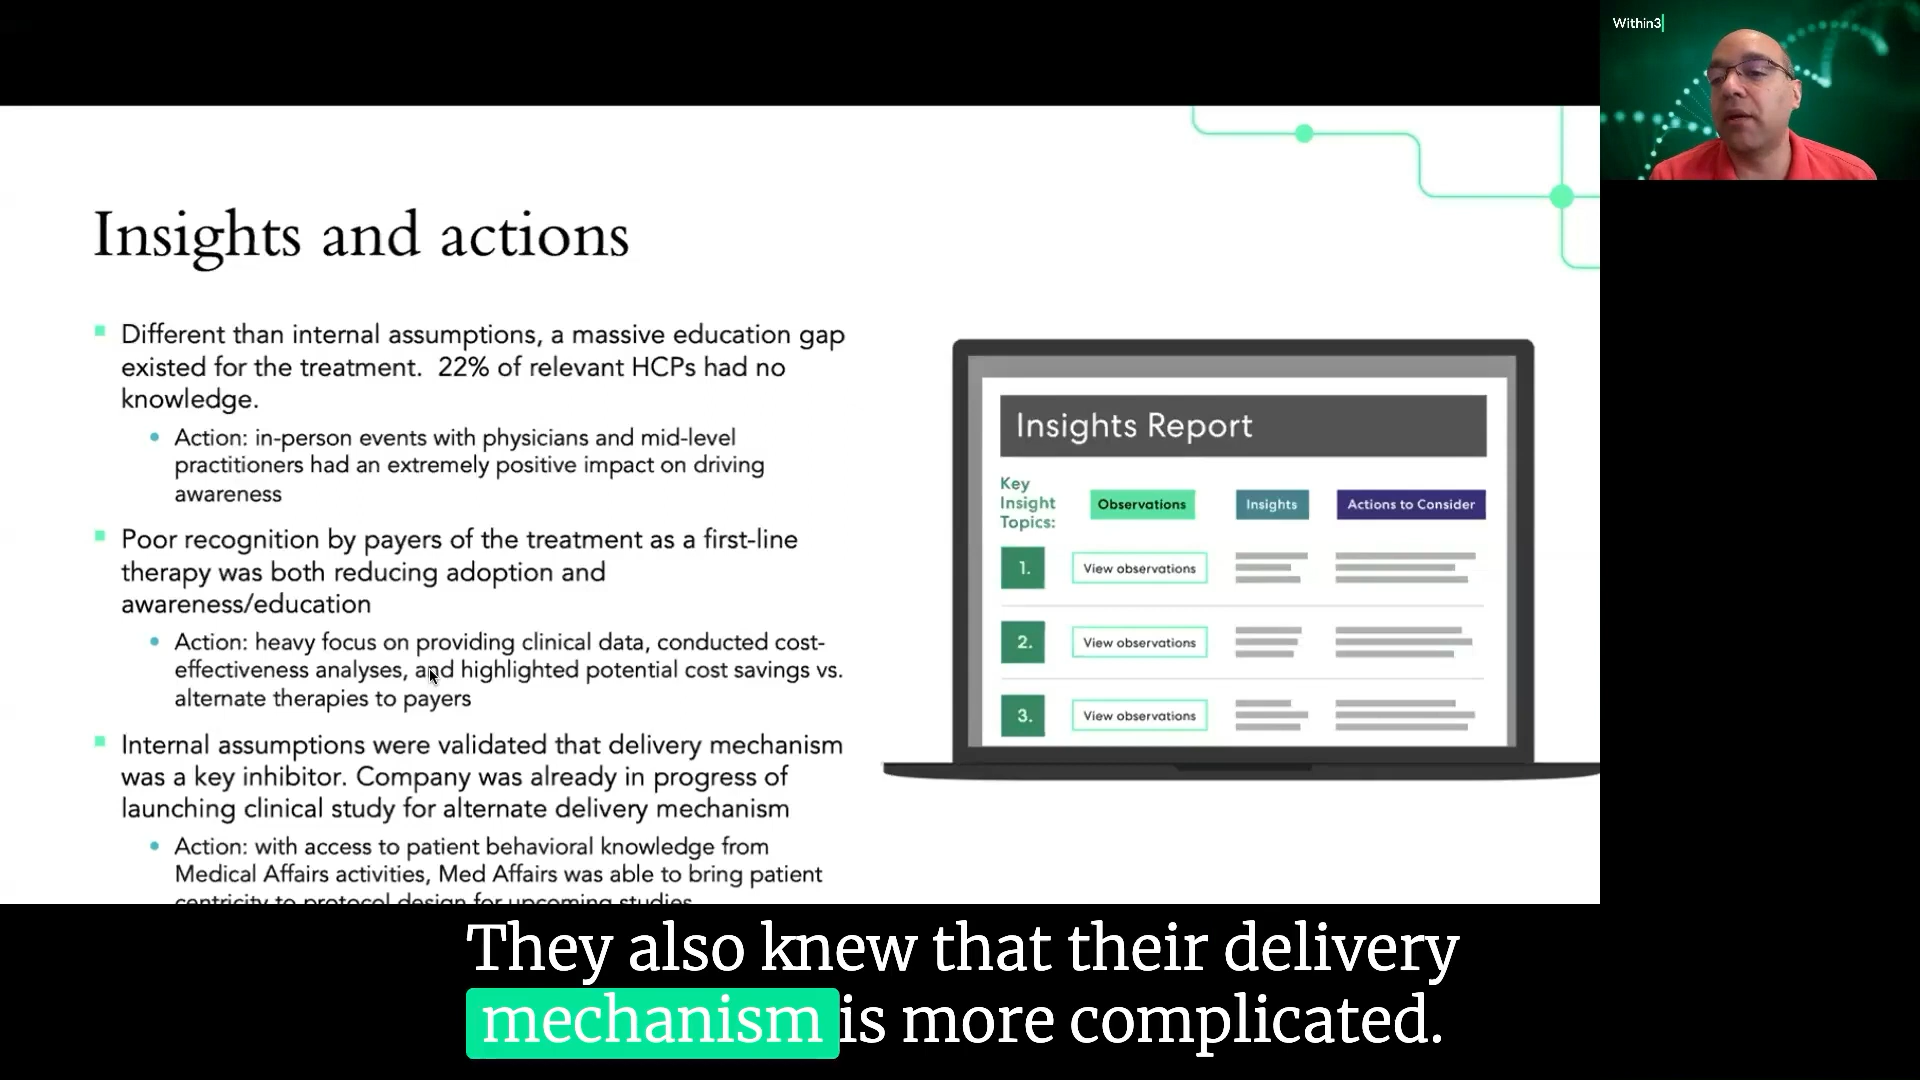 Within3
Insights and actions
Different than internal assumptions, a massive education gap
existed for the treatment.  22% of relevant HCPs had no
knowledge.
Action: in-person events with physicians and mid-level
practitioners had an extremely positive impact on driving
awareness
Poor recognition by payers of the treatment as a first-line
therapy was both reducing adoption and
awareness/education
Action: heavy focus on providing clinical data, conducted cost-
effectiveness analyses, and highlighted potential cost savings vs.
alternate therapies to payers
Internal assumptions were validated that delivery mechanism
was a key inhibitor. Company was already in progress of
launching clinical study for alternate delivery mechanism
Action: with access to patient behavioral knowledge from
Medical Affairs activities, Med Affairs was able to bring patient
centricity to protocol design for upcoming studies
Insights Report
Key
Insight
Topics:
Observations
Insights
Actions to Consider
1.
View observations
2.
View observations
3.
View observations
They also knew that their delivery
mechanism is more complicated.